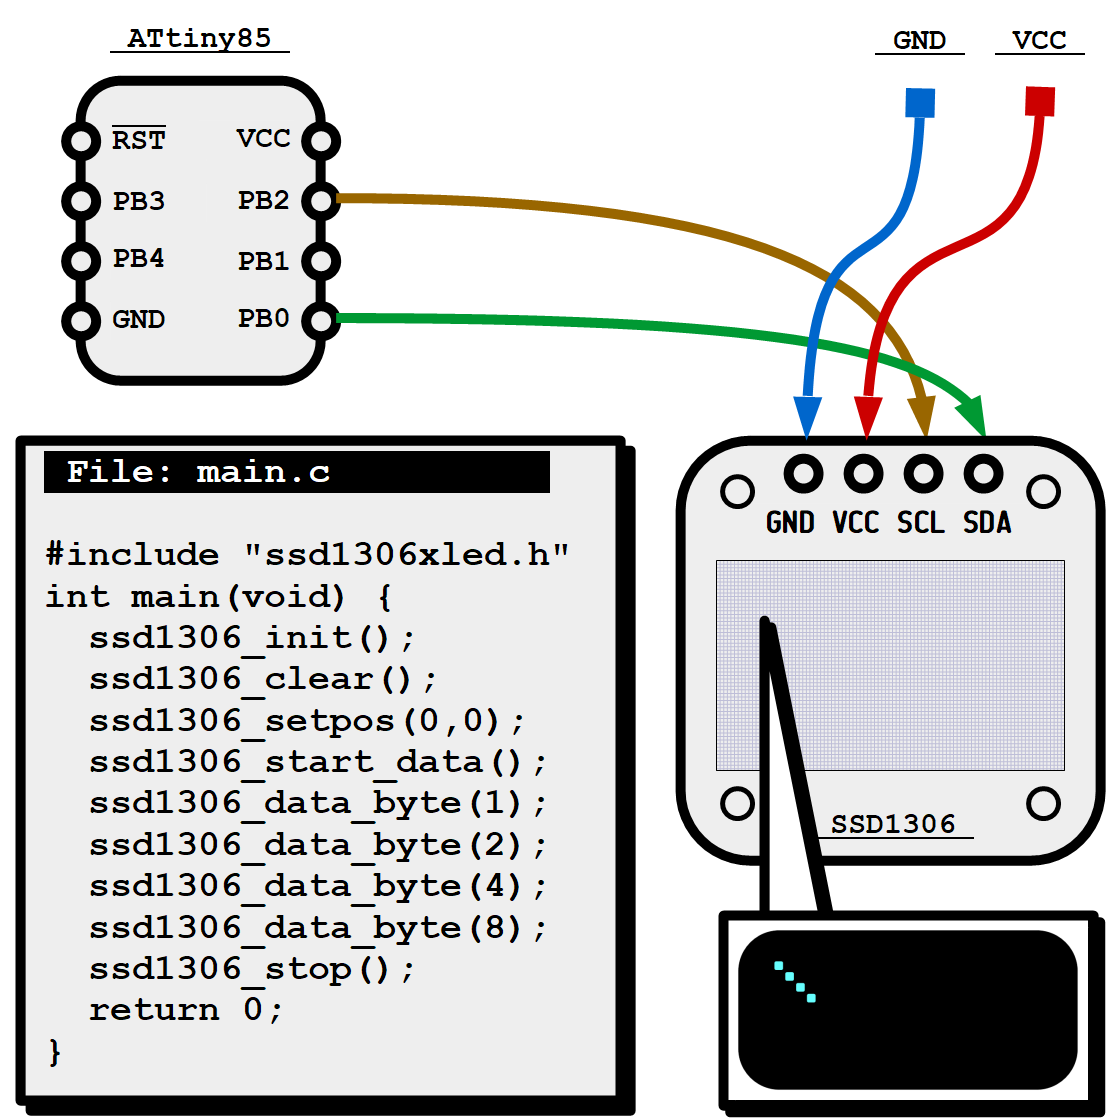 ATtiny85
GND VCC
RST VCC
PB3 PB2
PB4 PB1
GND PB0
File: main.c
#include "ssd1306xled.h"
int main(void) {
  ssd1306_init();
  ssd1306_clear();
  ssd1306_setpos(0,0);
  ssd1306_start_data();
  ssd1306_data_byte(1);
  ssd1306_data_byte(2);
  ssd1306_data_byte(4);
  ssd1306_data_byte(8);
  ssd1306_stop();
  return 0;
}
GND VCC SCL SDA
SSD1306